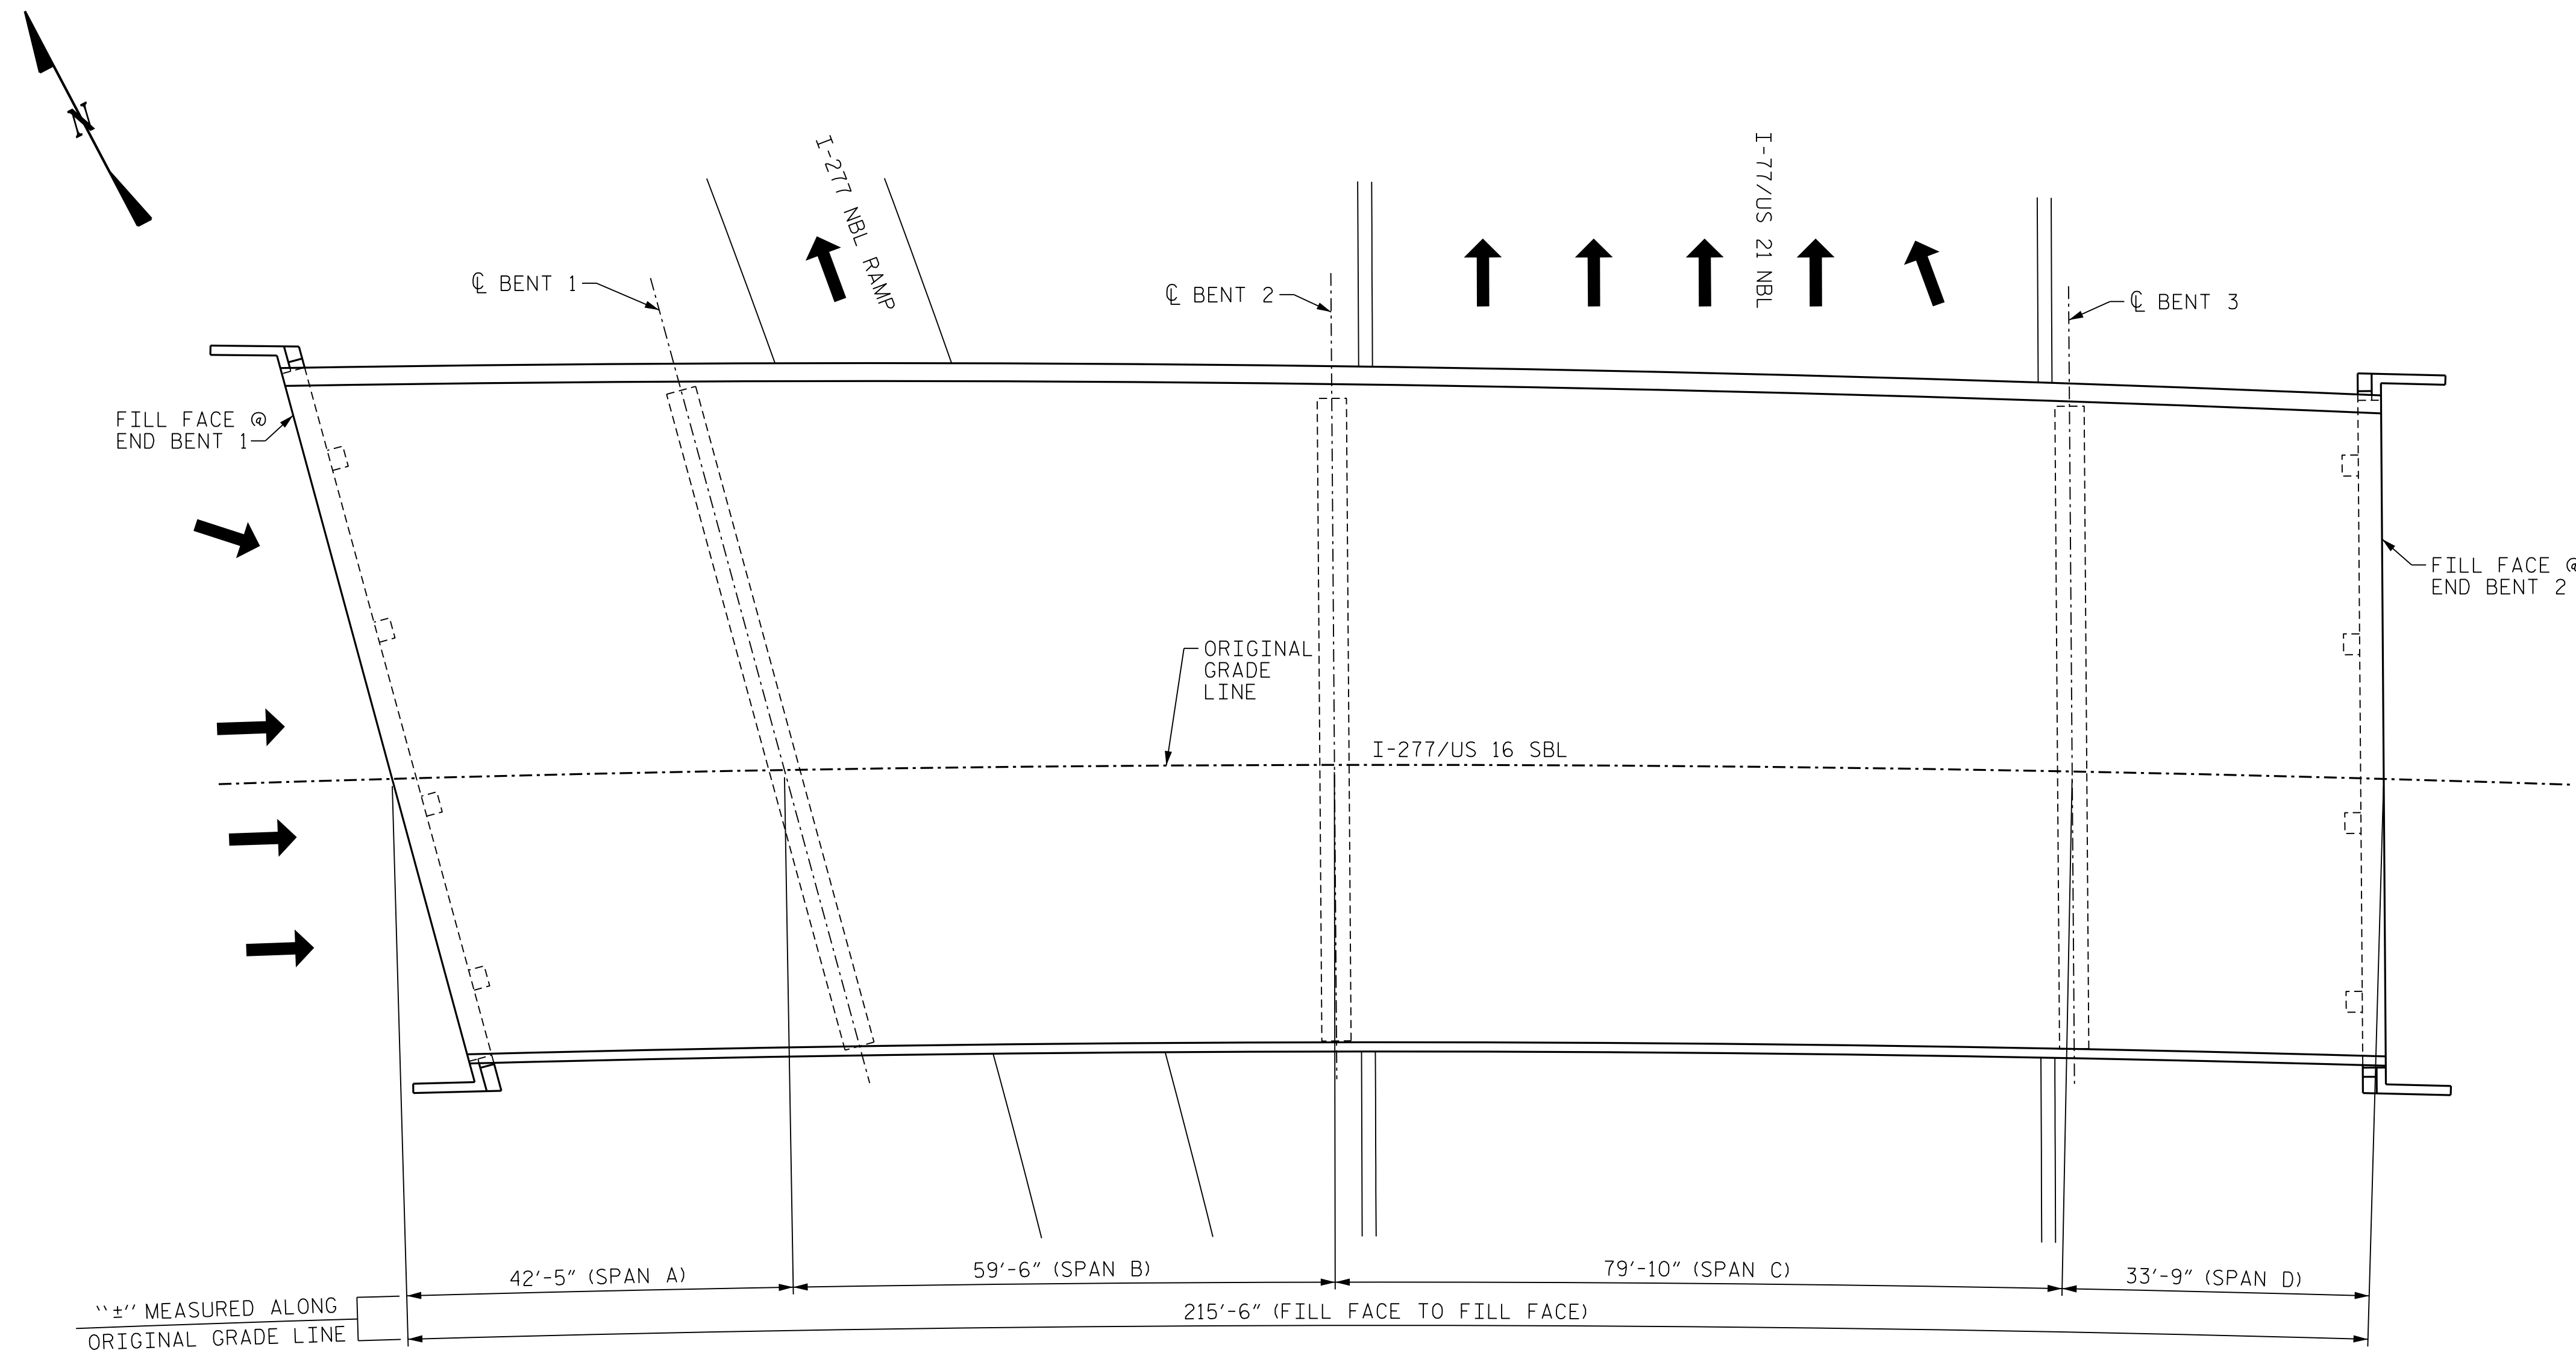 N
I-277 NBL RAMP
I-77/US 21 NBL
℄ BENT 1
℄ BENT 2
℄ BENT 3
FILL FACE @
END BENT 1
FILL FACE @
END BENT 2
ORIGINAL
GRADE
LINE
I-277/US 16 SBL
42'-5" (SPAN A)
59'-6" (SPAN B)
79'-10" (SPAN C)
33'-9" (SPAN D)
"±" MEASURED ALONG
ORIGINAL GRADE LINE
215'-6" (FILL FACE TO FILL FACE)